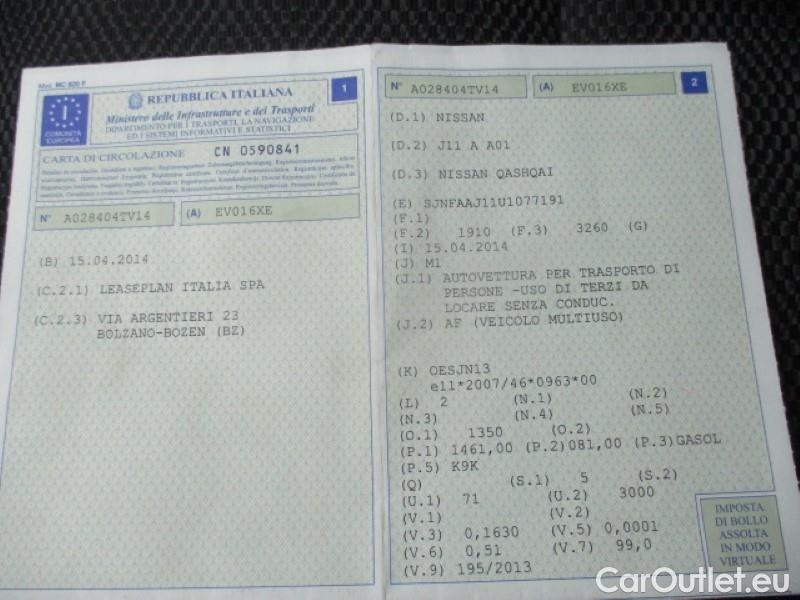 Mod. MC 820 F
I
COMUNITÀ
EUROPEA
REPUBBLICA ITALIANA
1
Ministero delle Infrastrutture e dei Trasporti
DIPARTIMENTO PER I TRASPORTI, LA NAVIGAZIONE
ED I SISTEMI INFORMATIVI E STATISTICI
CARTA DI CIRCOLAZIONE CN 0590841
N° A028404TV14 (A) EV016XE
(B) 15.04.2014
(C.2.1) LEASEPLAN ITALIA SPA
(C.2.3) VIA ARGENTIERI 23
BOLZANO-BOZEN (BZ)
N° A028404TV14 (A) EV016XE 2
(D.1) NISSAN
(D.2) J11 A A01
(D.3) NISSAN QASHQAI
(E) SJNFAAJ11U1077191
(F.1)
(F.2) 1910 (F.3) 3260 (G)
(I) 15.04.2014
(J) M1
(J.1) AUTOVETTURA PER TRASPORTO DI
PERSONE -USO DI TERZI DA
LOCARE SENZA CONDUC.
(J.2) AF (VEICOLO MULTIUSO)
(K) OESJN13
e11*2007/46*0963*00
(L) 2 (N.1) (N.2)
(N.3) (N.4) (N.5)
(O.1) 1350 (O.2)
(P.1) 1461,00 (P.2)081,00 (P.3)GASOL
(P.5) K9K
(Q) (S.1) 5 (S.2)
(U.1) 71 (U.2) 3000
(V.1) (V.2)
(V.3) 0,1630 (V.5) 0,0001
(V.6) 0,51 (V.7) 99,0
(V.9) 195/2013
IMPOSTA
DI BOLLO
ASSOLTA
IN MODO
VIRTUALE
CarOutlet.eu